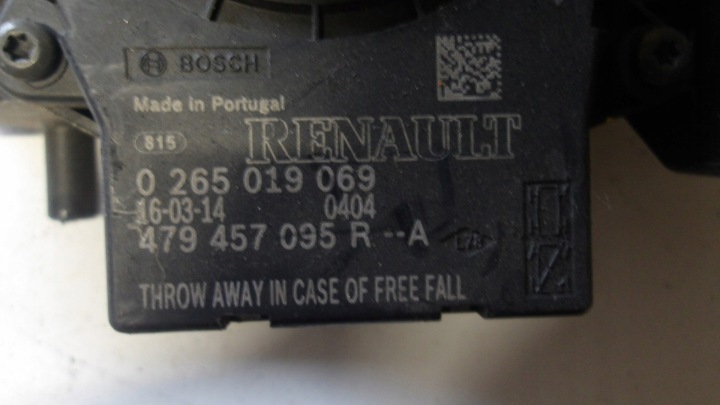 BOSCH
Made in Portugal
815
RENAULT
0 265 019 069
16-03-14 0404
479 457 095 R --A
THROW AWAY IN CASE OF FREE FALL